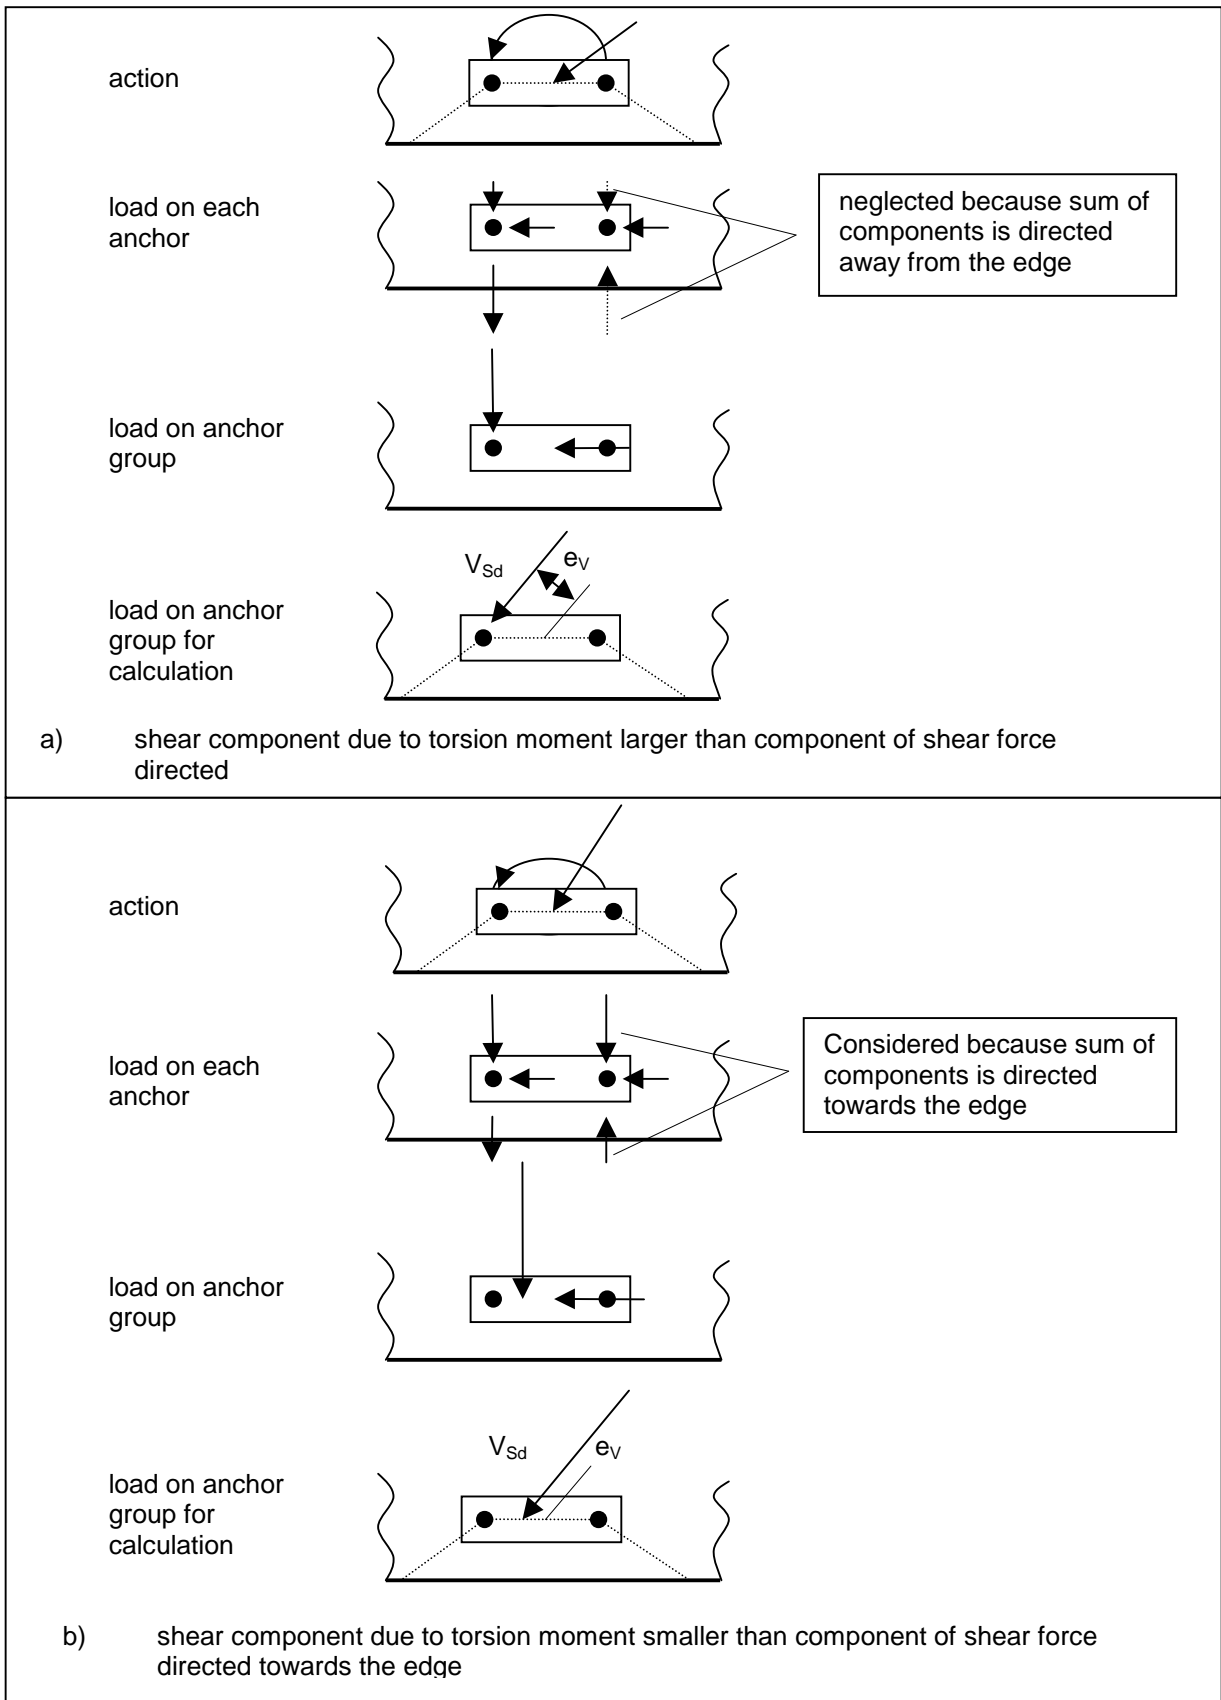 action
load on each
anchor
neglected because sum of
components is directed
away from the edge
load on anchor
group
V_Sd e_V
load on anchor
group for
calculation
a) shear component due to torsion moment larger than component of shear force
directed
action
load on each
anchor
Considered because sum of
components is directed
towards the edge
load on anchor
group
V_Sd e_V
load on anchor
group for
calculation
b) shear component due to torsion moment smaller than component of shear force
directed towards the edge